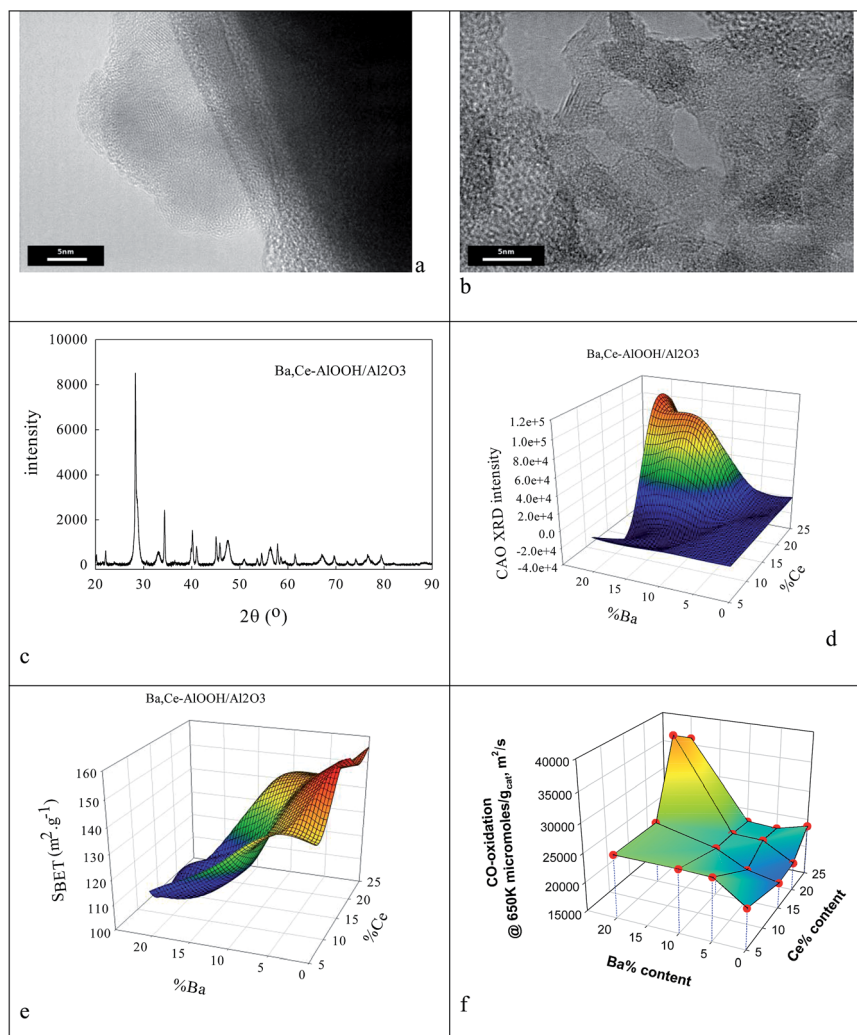 5nm
a
5nm
b
Ba,Ce-AlOOH/Al2O3
intensity
10000
8000
6000
4000
2000
0
20 30 40 50 60 70 80 90
2θ (O)
c
Ba,Ce-AlOOH/Al2O3
CAO XRD intensity
1.2e+5
1.0e+5
8.0e+4
6.0e+4
4.0e+4
2.0e+4
0.0
-2.0e+4
-4.0e+4
20 15 10 5 0
%Ba
5 10 15 20 25
%Ce
d
Ba,Ce-AlOOH/Al2O3
SBET (m2·g-1)
160
150
140
130
120
110
100
20 15 10 5 0
%Ba
5 10 15 20 25
%Ce
e
CO-oxidation
@ 650K micromoles/gcat, m2/s
40000
35000
30000
25000
20000
15000
20 15 10 5 0
Ba% content
5 10 15 20 25
Ce% content
f